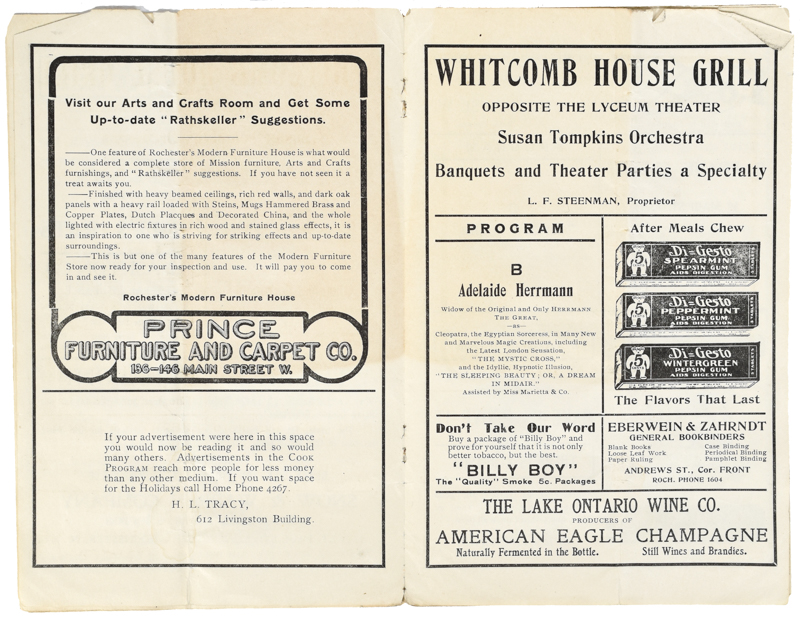 Visit our Arts and Crafts Room and Get Some
Up-to-date "Rathskeller" Suggestions.
——One feature of Rochester's Modern Furniture House is what would
be considered a complete store of Mission furniture, Arts and Crafts
furnishings, and "Rathskeller" suggestions. If you have not seen it a
treat awaits you.
——Finished with heavy beamed ceilings, rich red walls, and dark oak
panels with a heavy rail loaded with Steins, Mugs Hammered Brass and
Copper Plates, Dutch Placques and Decorated China, and the whole
lighted with electric fixtures in rich wood and stained glass effects, it is
an inspiration to one who is striving for striking effects and up-to-date
surroundings.
——This is but one of the many features of the Modern Furniture
Store now ready for your inspection and use. It will pay you to come
in and see it.
Rochester's Modern Furniture House
PRINCE
FURNITURE AND CARPET CO.
136-146 MAIN STREET W.
If your advertisement were here in this space
you would now be reading it and so would
many others. Advertisements in the COOK
PROGRAM reach more people for less money
than any other medium. If you want space
for the Holidays call Home Phone 4267.
H. L. TRACY,
612 Livingston Building.
WHITCOMB HOUSE GRILL
OPPOSITE THE LYCEUM THEATER
Susan Tompkins Orchestra
Banquets and Theater Parties a Specialty
L. F. STEENMAN, Proprietor
PROGRAM
B
Adelaide Herrmann
Widow of the Original and Only HERRMANN
THE GREAT,
—as—
Cleopatra, the Egyptian Sorceress, in Many New
and Marvelous Magic Creations, including
the Latest London Sensation,
"THE MYSTIC CROSS,"
and the Idyllic, Hypnotic Illusion,
"THE SLEEPING BEAUTY; OR, A DREAM
IN MIDAIR."
Assisted by Miss Marietta & Co.
After Meals Chew
5
Di=Gesto
SPEARMINT
PEPSIN GUM
AIDS DIGESTION
5
Di=Gesto
PEPPERMINT
PEPSIN GUM
AIDS DIGESTION
5
Di=Gesto
WINTERGREEN
PEPSIN GUM
AIDS DIGESTION
The Flavors That Last
Don't Take Our Word
Buy a package of "Billy Boy" and
prove for yourself that it is not only
better tobacco, but the best.
"BILLY BOY"
The "Quality" Smoke 5c. Packages
EBERWEIN & ZAHRNDT
GENERAL BOOKBINDERS
Blank Books Case Binding
Loose Leaf Work Periodical Binding
Paper Ruling Pamphlet Binding
ANDREWS ST., Cor. FRONT
ROCH. PHONE 1604
THE LAKE ONTARIO WINE CO.
PRODUCERS OF
AMERICAN EAGLE CHAMPAGNE
Naturally Fermented in the Bottle. Still Wines and Brandies.